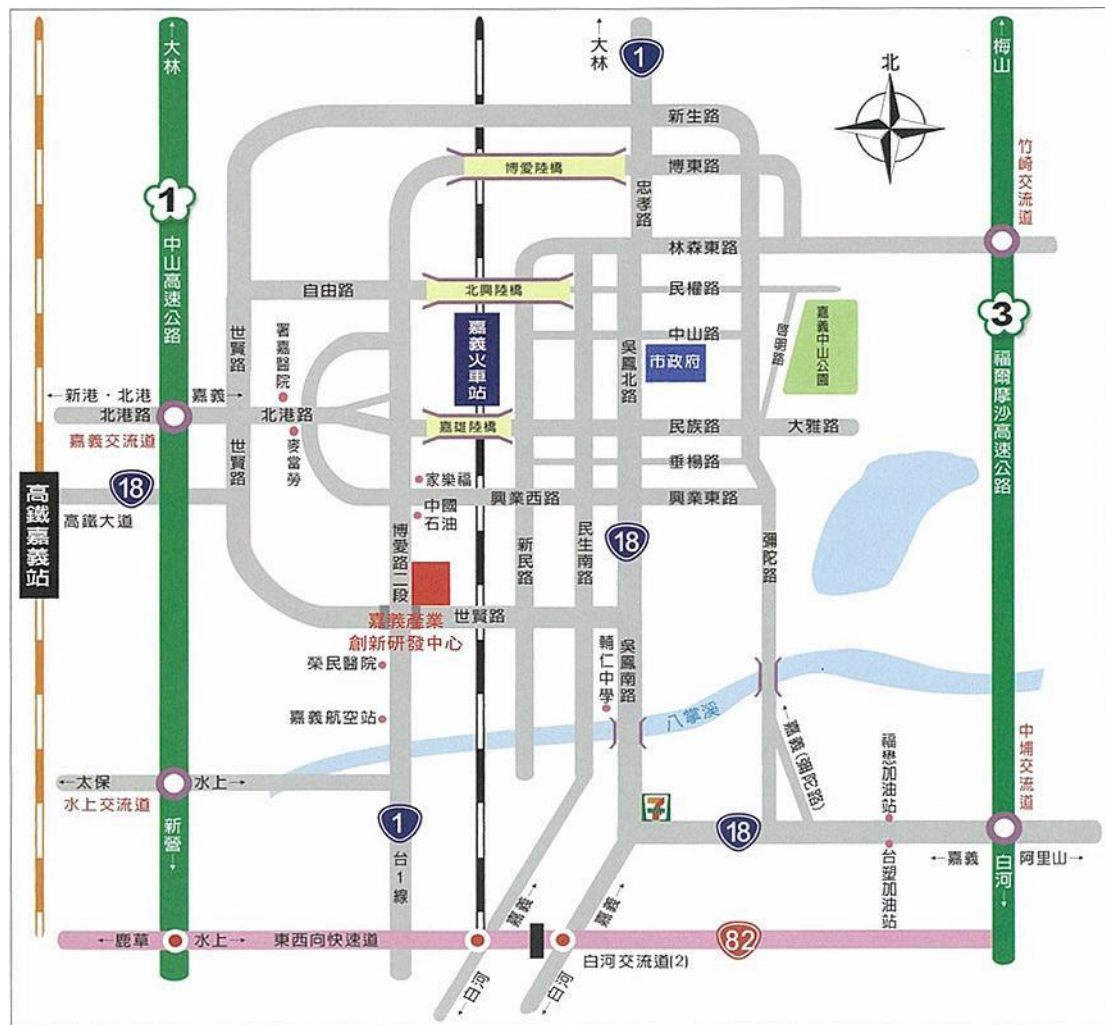 ←大林
←大林
1
北
←梅山
新生路
博愛陸橋
博東路
竹崎交流道
1
中山高速公路
忠孝路
林森東路
自由路
北興陸橋
民權路
3
福爾摩沙高速公路
世賢路
署嘉醫院
嘉義火車站
中山路
吳鳳北路
市政府
啓明路
嘉義中山公園
←新港・北港
嘉義→
北港路
嘉義交流道
北港路
嘉雄陸橋
民族路
大雅路
世賢路
麥當勞
垂楊路
18
高鐵大道
高鐵嘉義站
家樂福
興業西路
興業東路
中國
石油
博愛路二段
新民路
民生南路
18
彌陀路
世賢路
嘉義產業
創新研發中心
榮民醫院
輔仁中學
吳鳳南路
嘉義航空站
八掌溪
←嘉義(彌陀路)
福懋加油站
中埔交流道
←太保
水上→
水上交流道
新營→
1
台1線
7
ELEVEN
18
台塑加油站
←嘉義
阿里山→
白河→
嘉義→
嘉義→
←鹿草
水上→
東西向快速道
82
白河交流道(2)
←白河
←白河